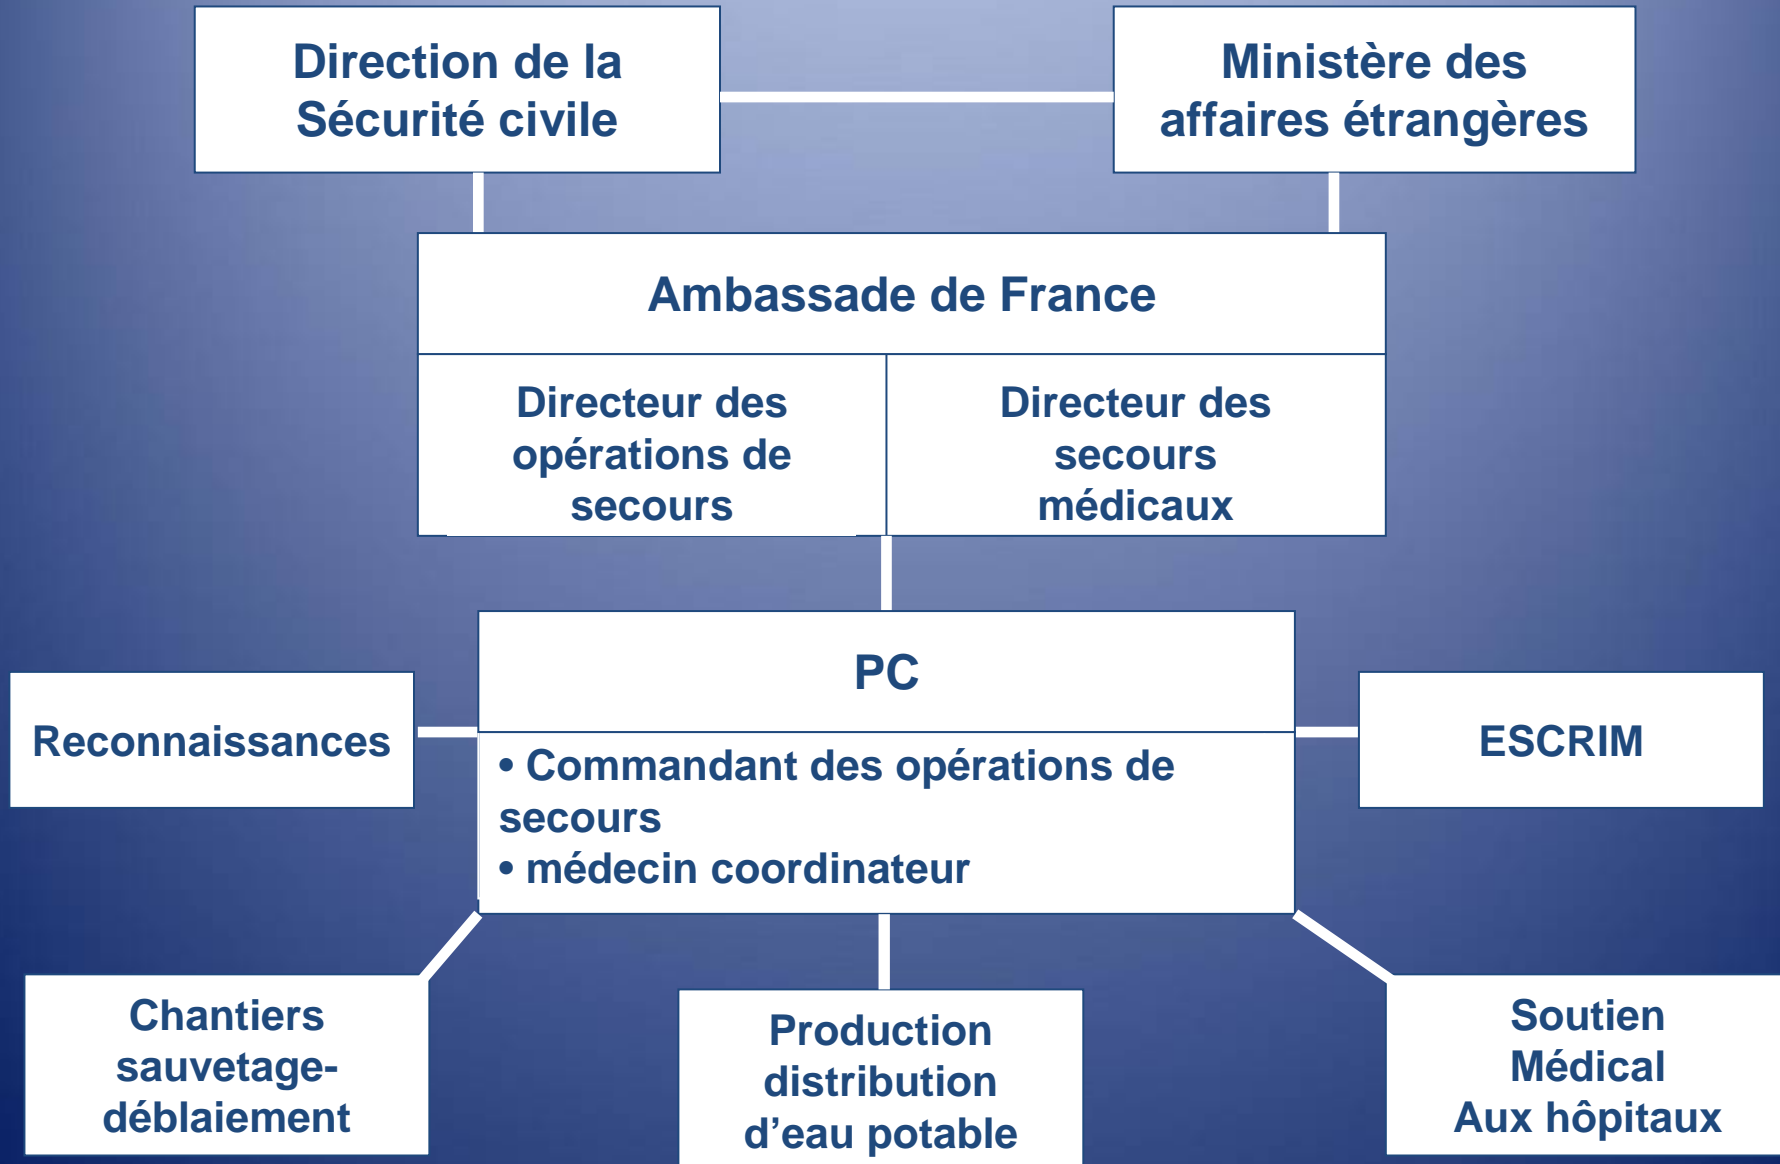 Direction de la
Sécurité civile
Ministère des
affaires étrangères
Ambassade de France
Directeur des
opérations de
secours
Directeur des
secours
médicaux
PC
• Commandant des opérations de
secours
• médecin coordinateur
Reconnaissances
ESCRIM
Chantiers
sauvetage-
déblaiement
Production
distribution
d’eau potable
Soutien
Médical
Aux hôpitaux